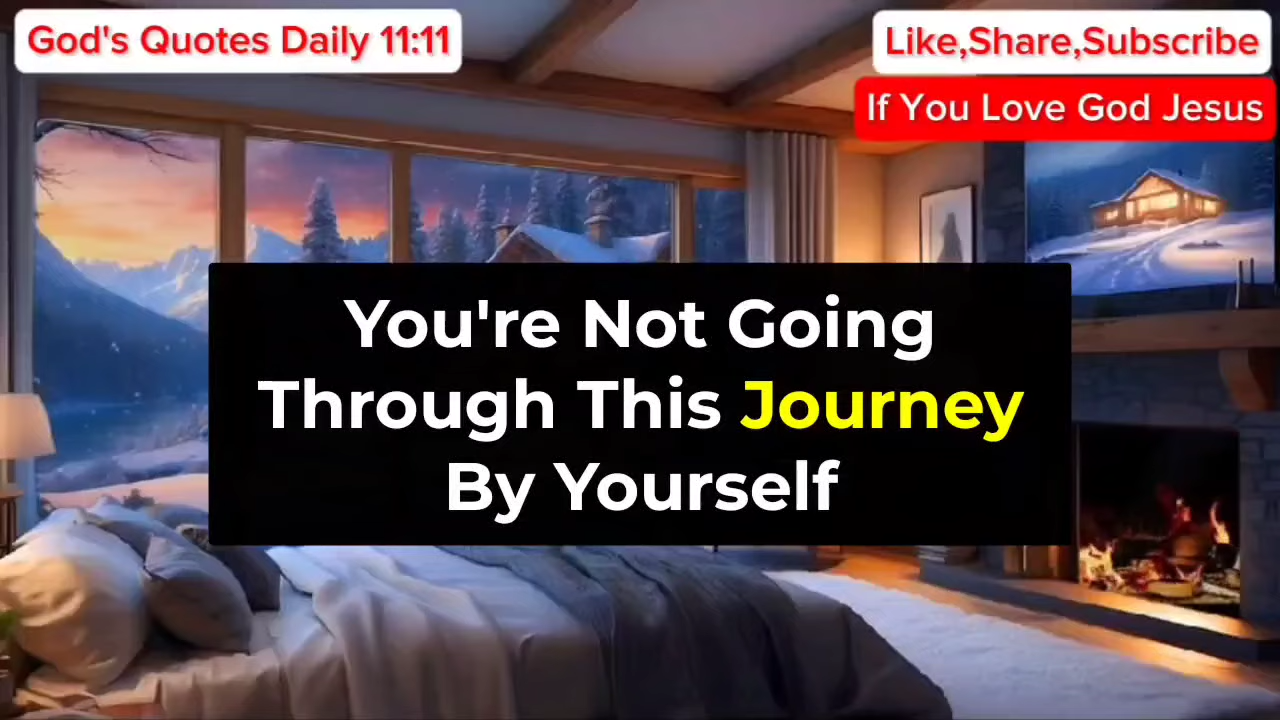 God's Quotes Daily 11:11
Like,Share,Subscribe
If You Love God Jesus
You're Not Going
Through This Journey
By Yourself